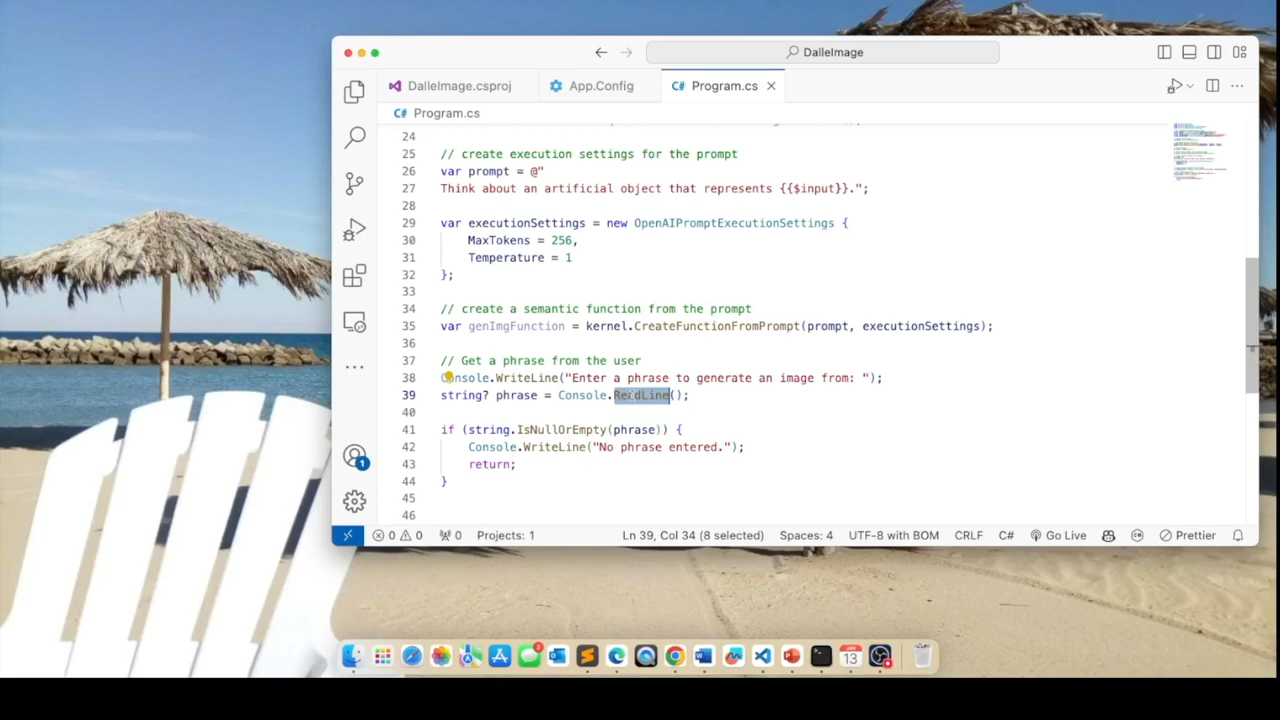 DalleImage
DalleImage.csproj
App.Config
C# Program.cs
C# Program.cs
24
25 // create execution settings for the prompt
26 var prompt = @"
27 Think about an artificial object that represents {{$input}}.";
28
29 var executionSettings = new OpenAIPromptExecutionSettings {
30 MaxTokens = 256,
31 Temperature = 1
32 };
33
34 // create a semantic function from the prompt
35 var genImgFunction = kernel.CreateFunctionFromPrompt(prompt, executionSettings);
36
37 // Get a phrase from the user
38 Console.WriteLine("Enter a phrase to generate an image from: ");
39 string? phrase = Console.ReadLine();
40
41 if (string.IsNullOrEmpty(phrase)) {
42 Console.WriteLine("No phrase entered.");
43 return;
44 }
45
46
1
0 0 0 Projects: 1 Ln 39, Col 34 (8 selected) Spaces: 4 UTF-8 with BOM CRLF C# Go Live Prettier
13